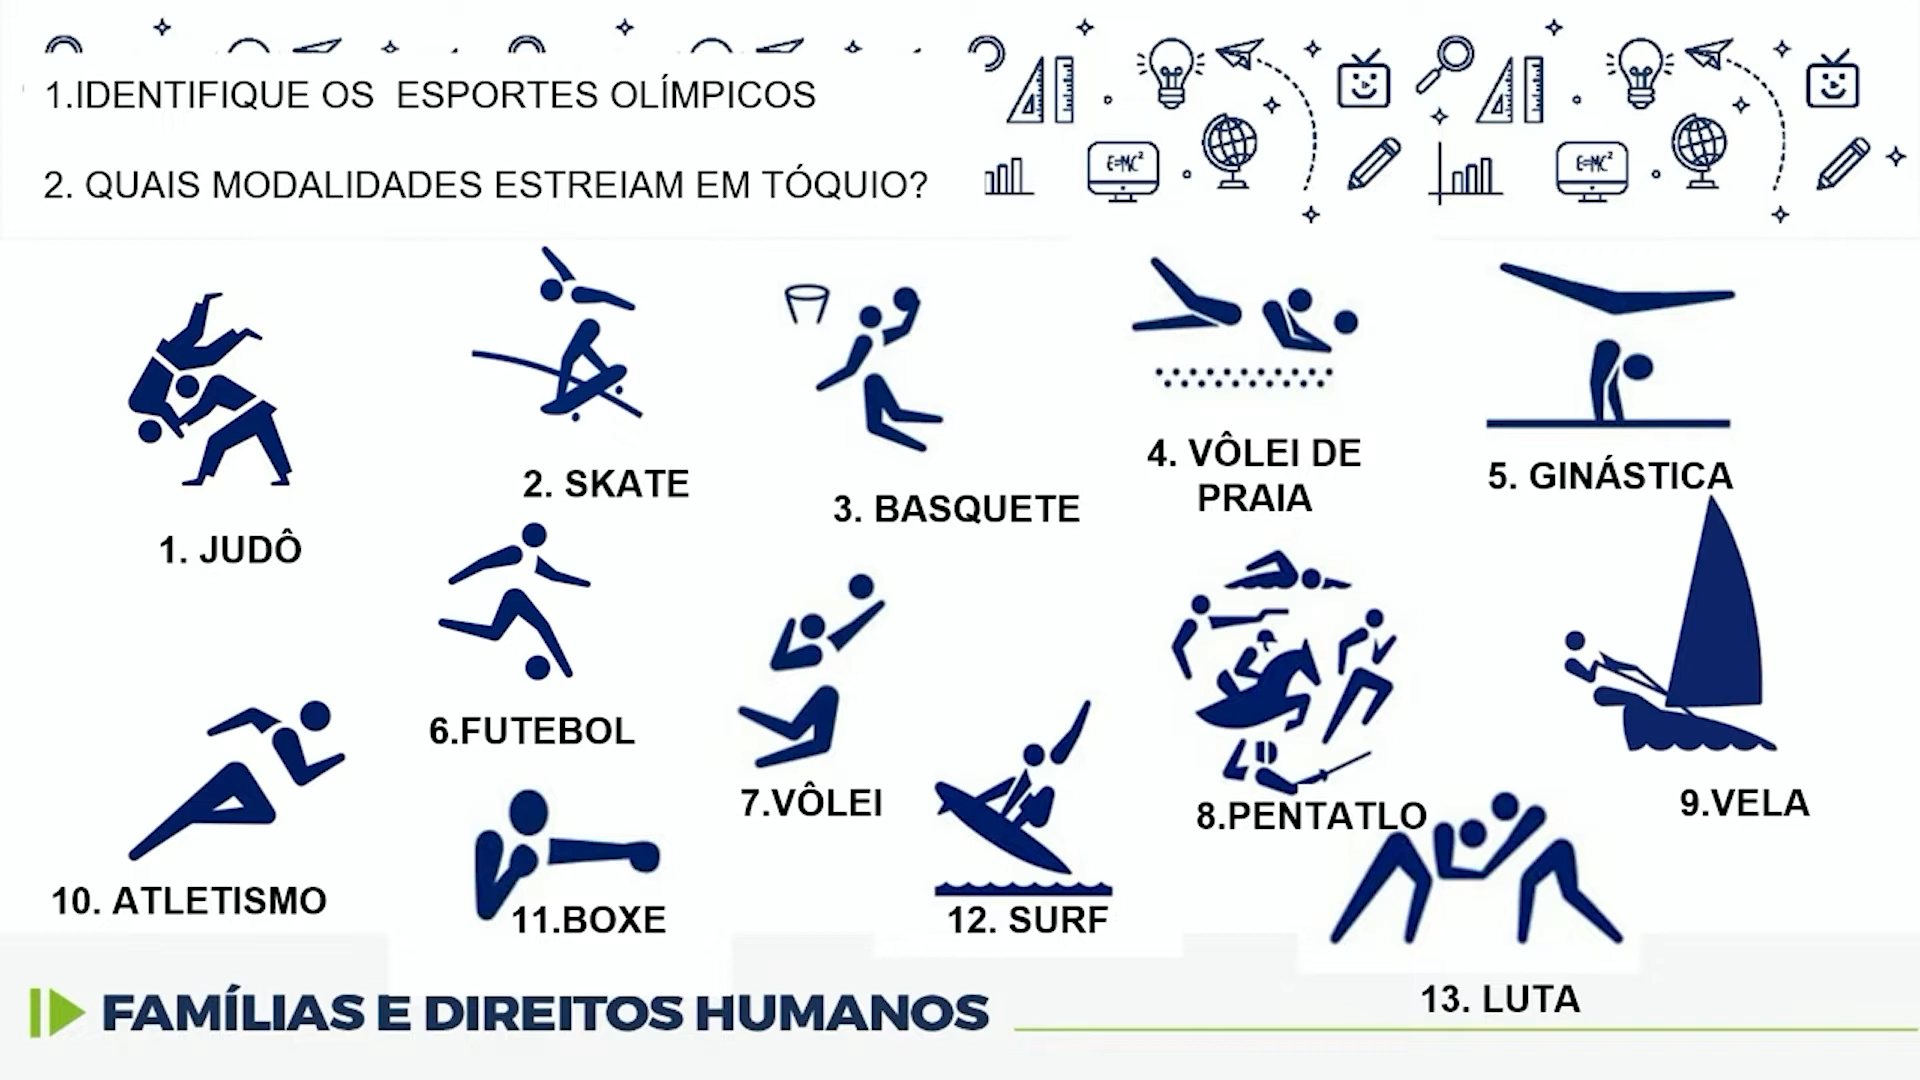 1.IDENTIFIQUE OS ESPORTES OLÍMPICOS
2. QUAIS MODALIDADES ESTREIAM EM TÓQUIO?
E=MC²
E=MC²
1. JUDÔ
2. SKATE
3. BASQUETE
4. VÔLEI DE
PRAIA
5. GINÁSTICA
6.FUTEBOL
7.VÔLEI
8.PENTATLO
9.VELA
10. ATLETISMO
11.BOXE
12. SURF
13. LUTA
FAMÍLIAS E DIREITOS HUMANOS